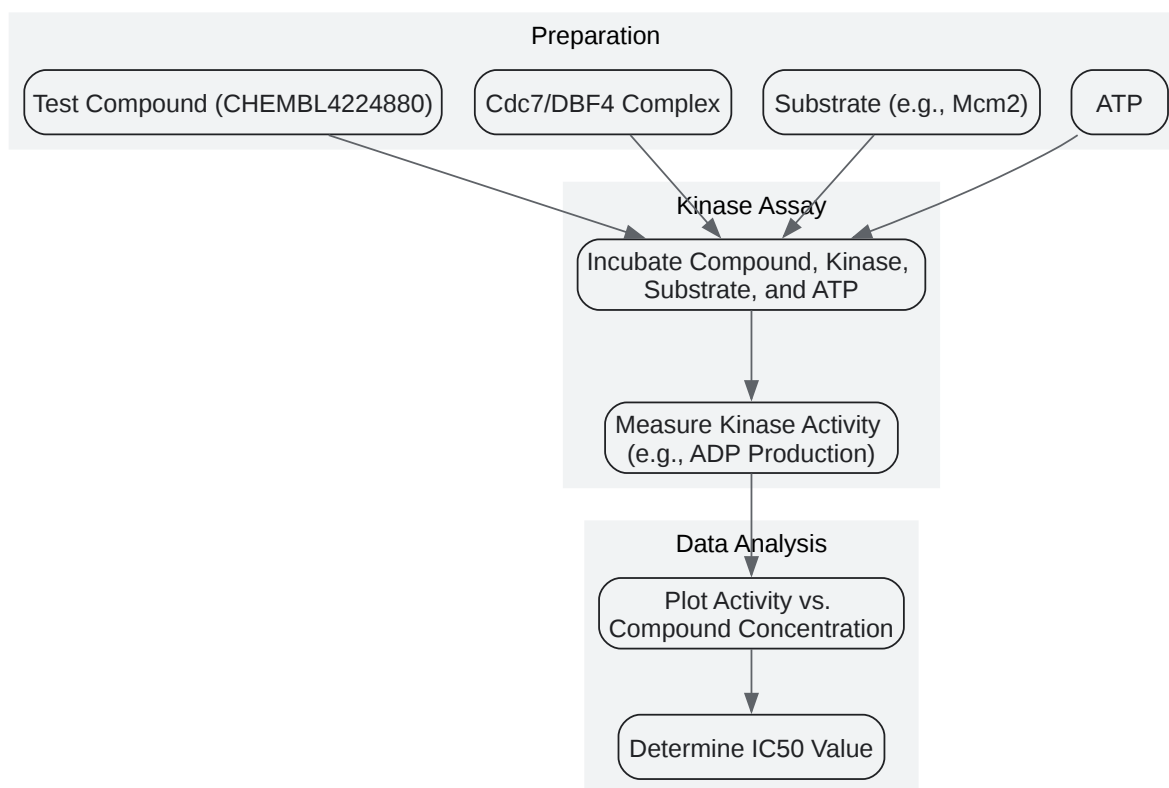 Preparation
Test Compound (CHEMBL4224880)
Cdc7/DBF4 Complex
Substrate (e.g., Mcm2)
ATP
Kinase Assay
Incubate Compound, Kinase,
Substrate, and ATP
Measure Kinase Activity
(e.g., ADP Production)
Data Analysis
Plot Activity vs.
Compound Concentration
Determine IC50 Value